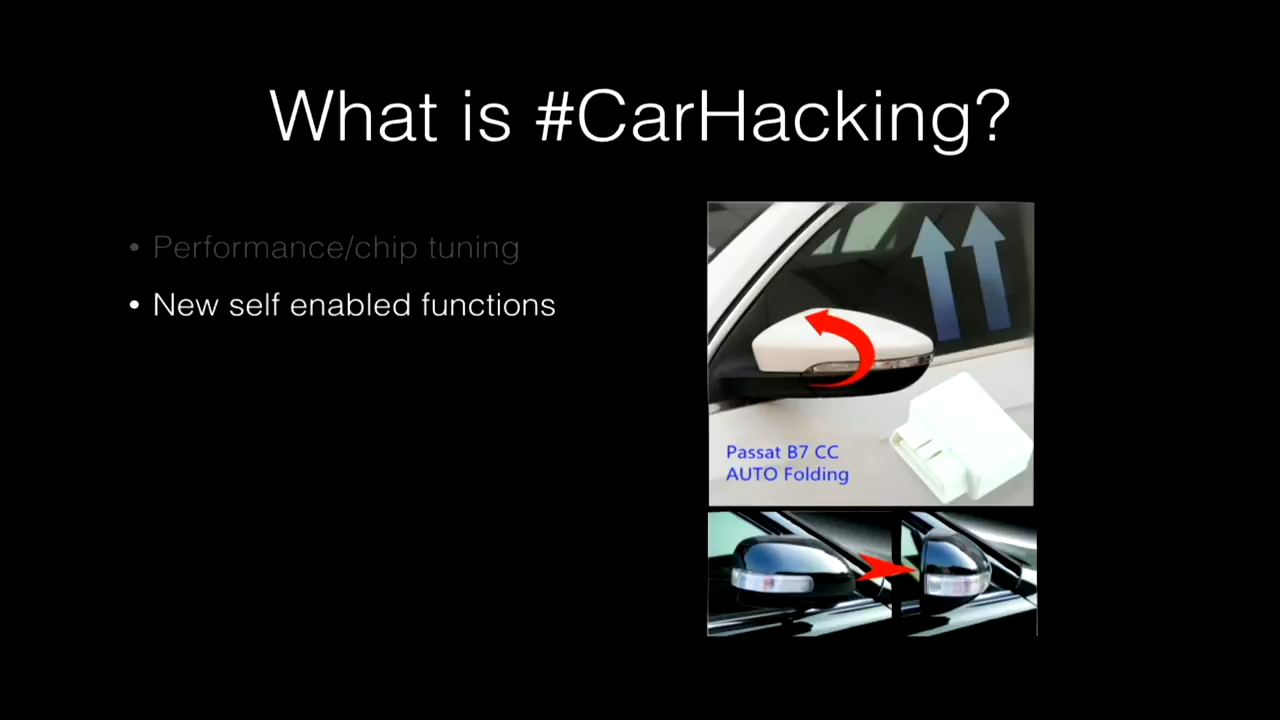 What is #CarHacking?
• Performance/chip tuning
• New self enabled functions
Passat B7 CC
AUTO Folding